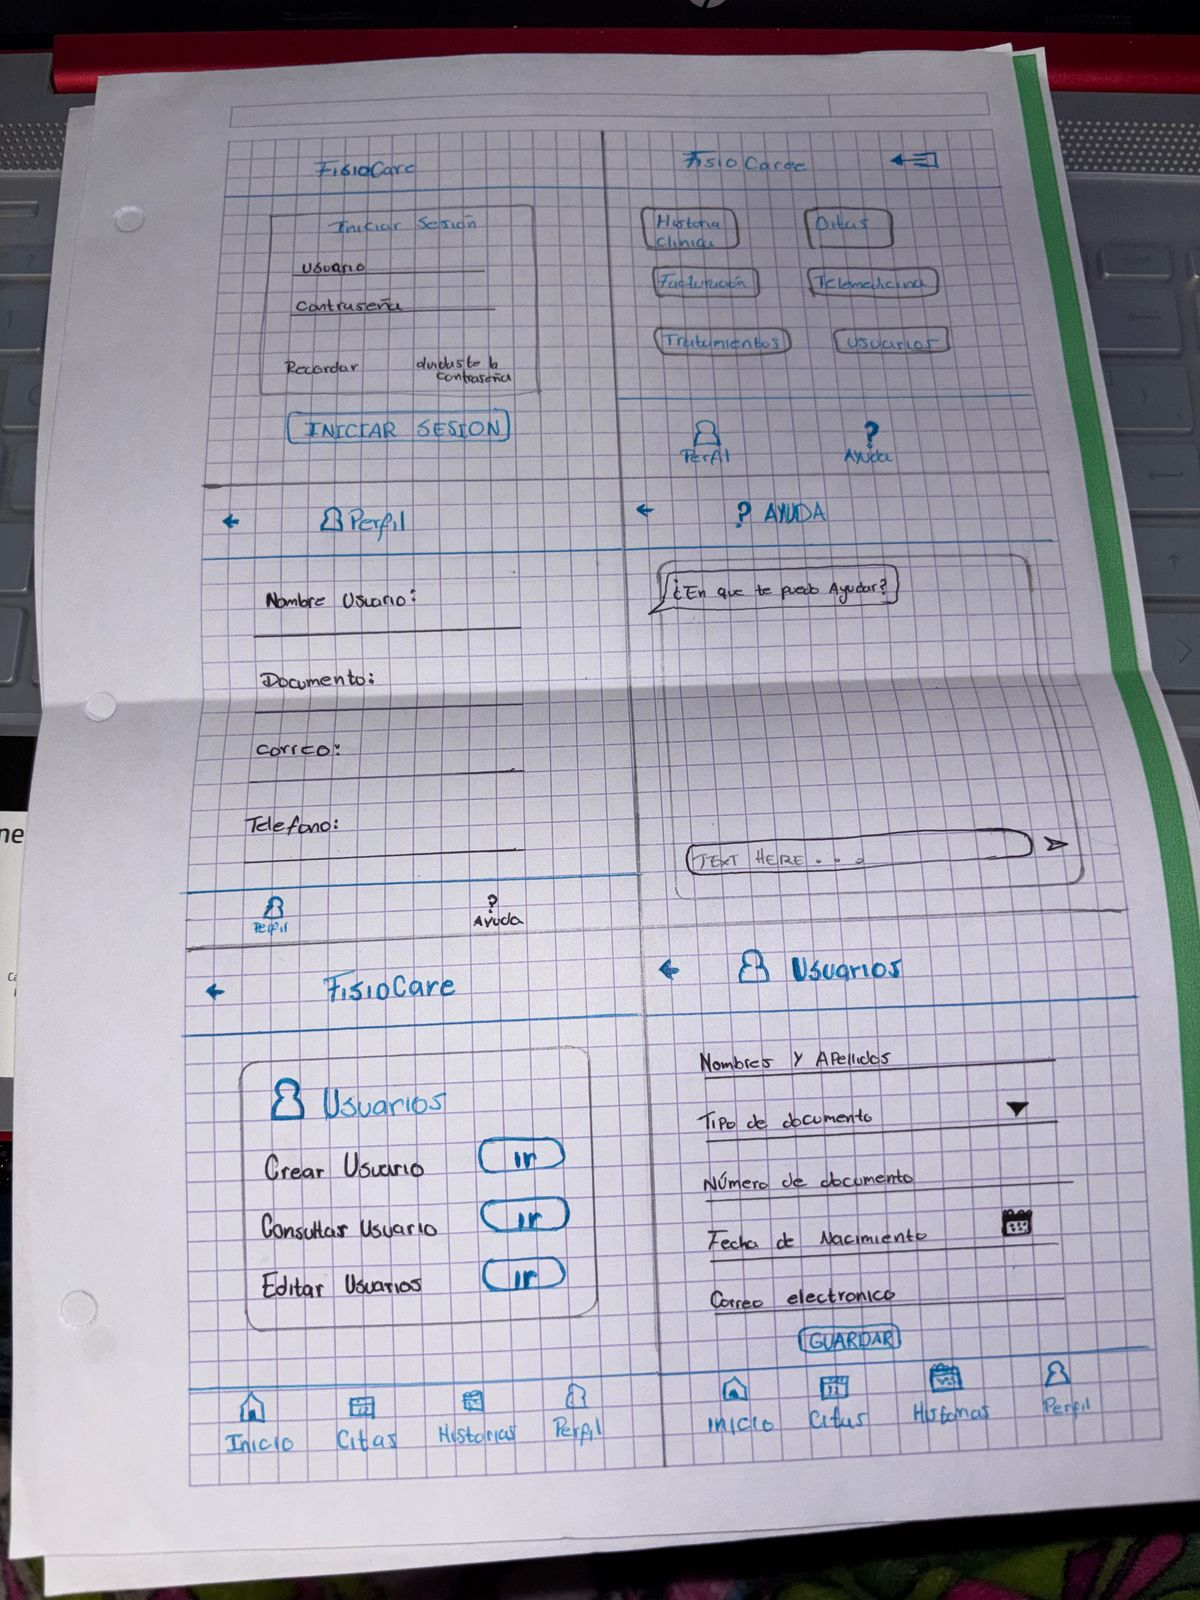 FisioCare
Iniciar Sesión
Usuario
Contraseña
Recordar
la
contraseña
INICIAR SESION
Fisio Caree
Historia
Clinica
Citas
Facturación
Telemedicina
Tratamientos
Usuarios
Perfil
?
Ayuda
Perfil
Nombre Usuario:
Documento:
Correo:
Telefono:
Perfil
?
Ayuda
? AYUDA
¿En que te puedo Ayudar?
TEXT HERE . . .
FisioCare
Usuarios
Crear Usuario
ir
Consultar Usuario
ir
Editar Usuarios
ir
Inicio
Citas
Historias
Perfil
Usuarios
Nombres Y Apellidos
Tipo de documento
Número de documento
Fecha de Nacimiento
Correo electronico
GUARDAR
inicio
Citas
Historias
Perfil
ne